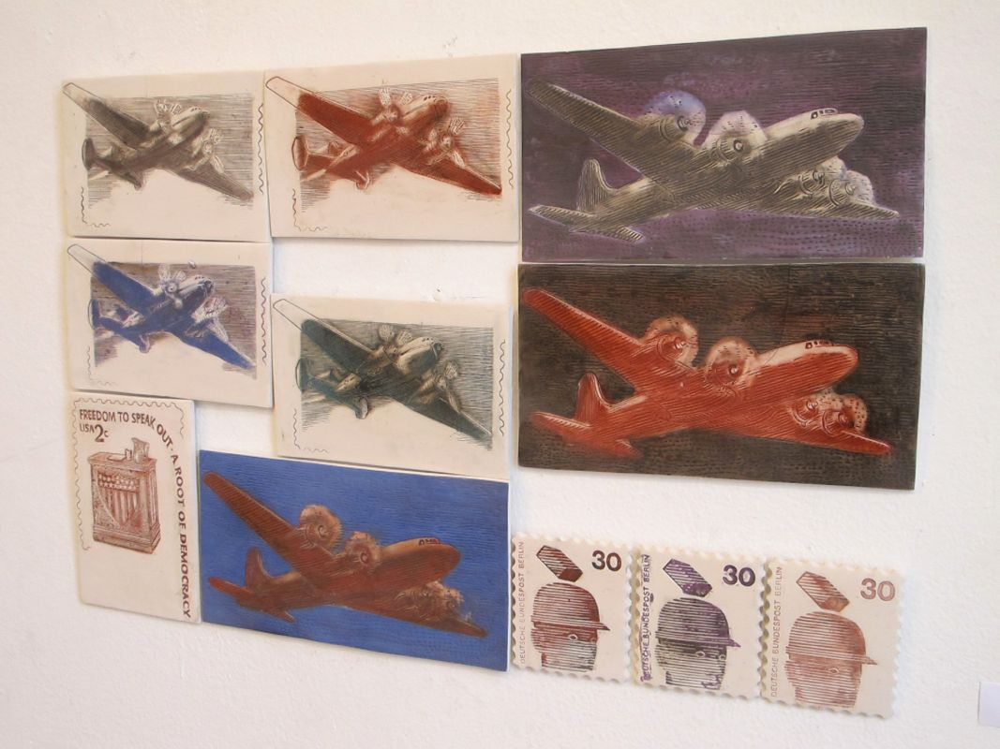 FREEDOM TO SPEAK OUT · A ROOT OF DEMOCRACY
USA 2c
30
DEUTSCHE BUNDESPOST BERLIN
30
DEUTSCHE BUNDESPOST BERLIN
30
DEUTSCHE BUNDESPOST BERLIN